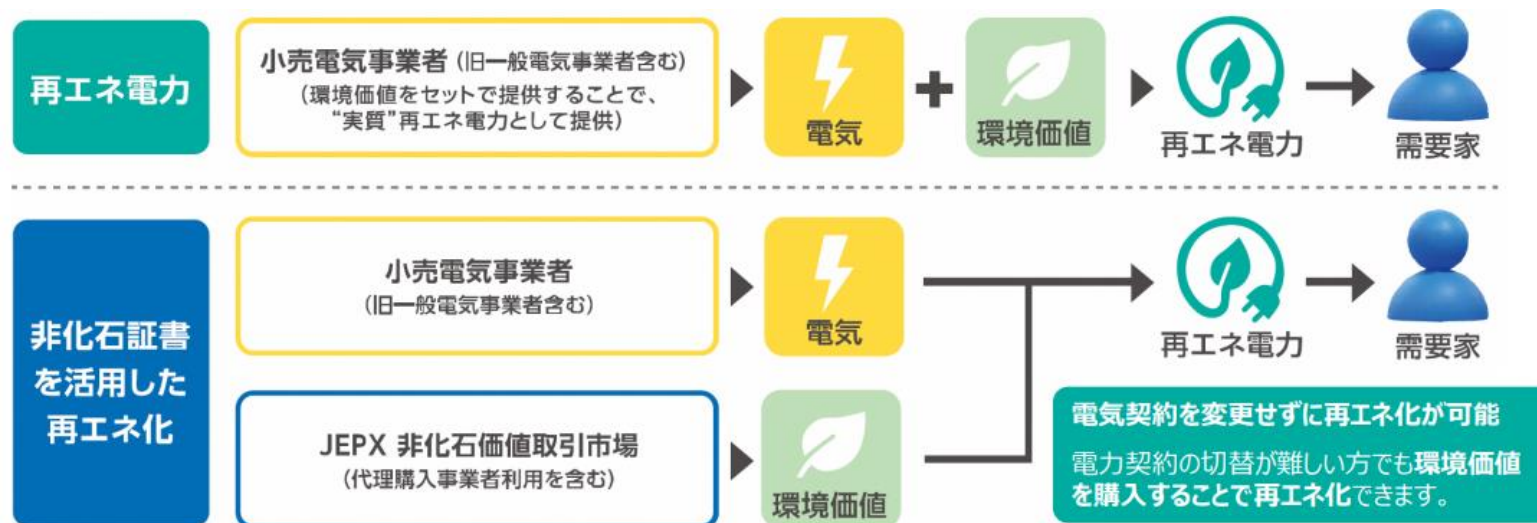 再エネ電力
小売電気事業者（旧一般電気事業者含む）
（環境価値をセットで提供することで、
“実質”再エネ電力として提供）
電気
環境価値
再エネ電力
需要家
非化石証書
を活用した
再エネ化
小売電気事業者
（旧一般電気事業者含む）
電気
再エネ電力
需要家
JEPX 非化石価値取引市場
（代理購入事業者利用を含む）
環境価値
電気契約を変更せずに再エネ化が可能
電力契約の切替が難しい方でも環境価値
を購入することで再エネ化できます。